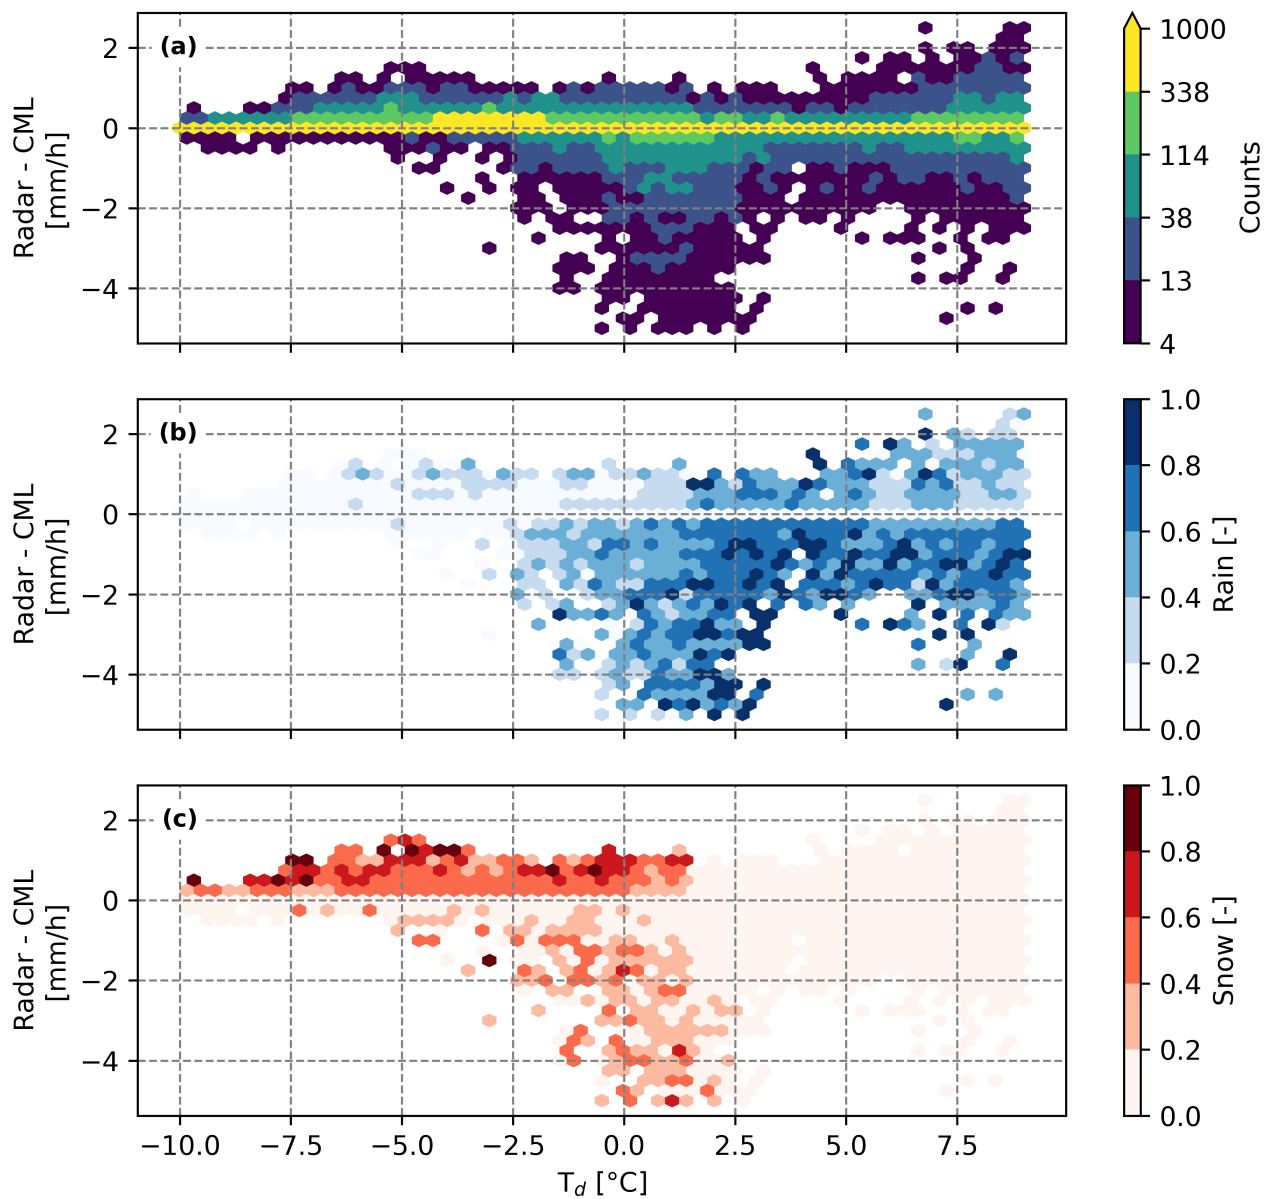 (a)
2
0
−2
−4
Radar - CML
[mm/h]
1000
338
114
38
13
4
Counts
(b)
2
0
−2
−4
Radar - CML
[mm/h]
1.0
0.8
0.6
0.4
0.2
0.0
Rain [-]
(c)
2
0
−2
−4
Radar - CML
[mm/h]
1.0
0.8
0.6
0.4
0.2
0.0
Snow [-]
−10.0 −7.5 −5.0 −2.5 0.0 2.5 5.0 7.5
T_d [°C]